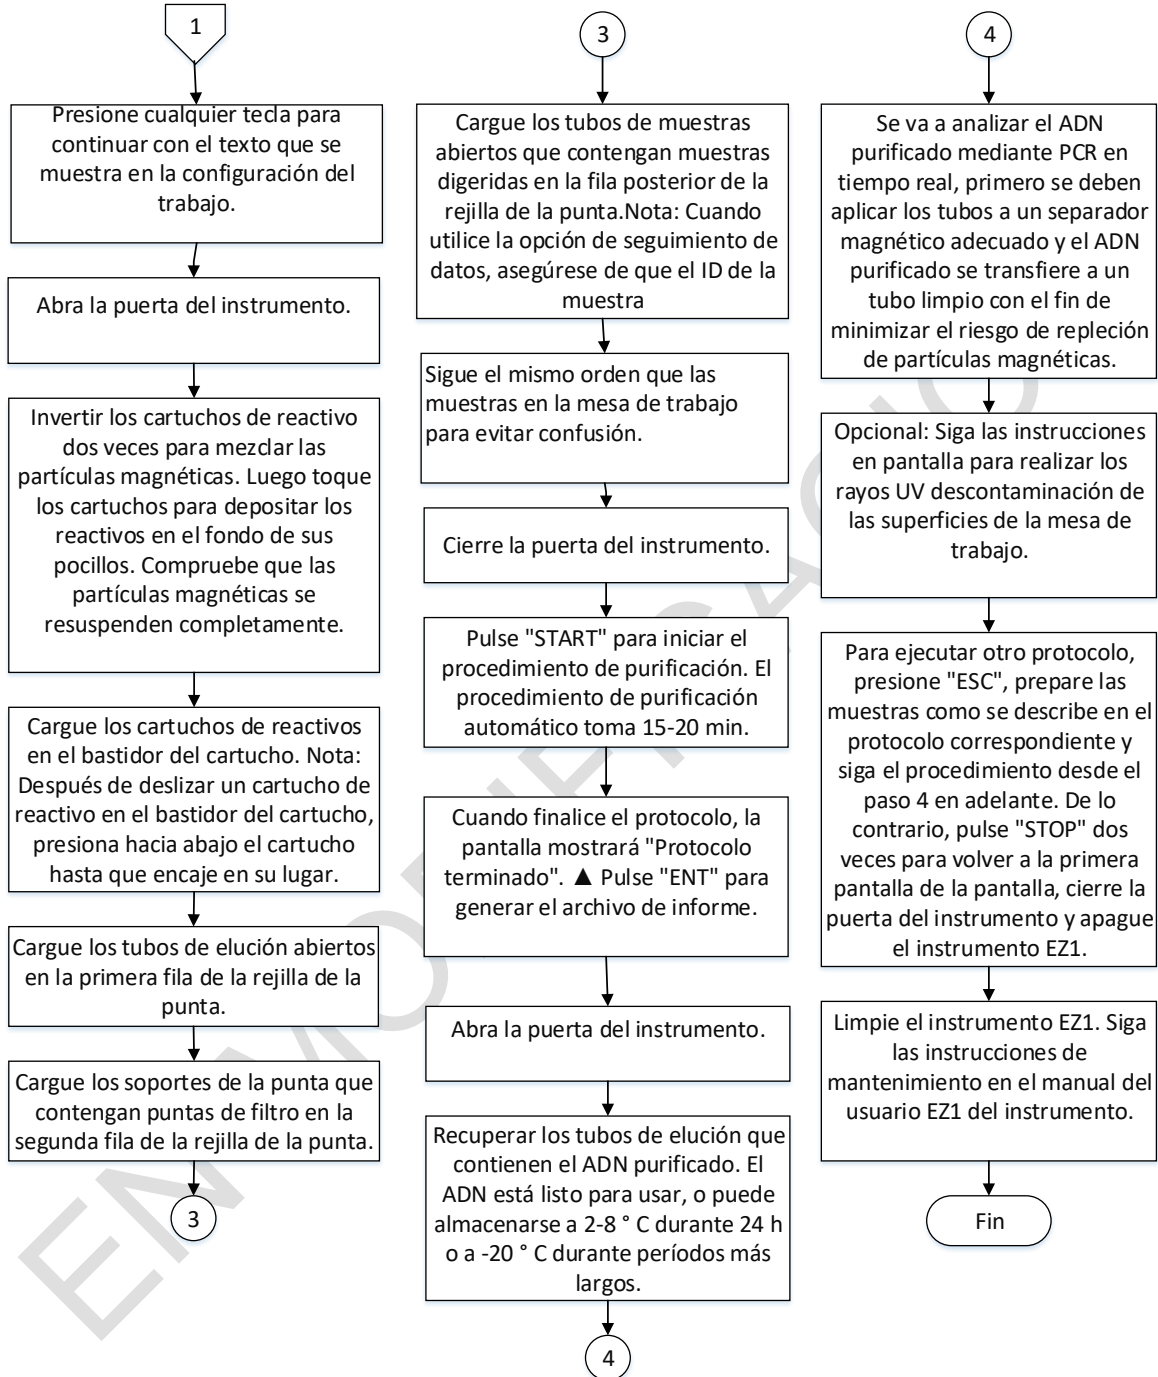 1
Presione cualquier tecla para
continuar con el texto que se
muestra en la configuración del
trabajo.
Abra la puerta del instrumento.
Invertir los cartuchos de reactivo
dos veces para mezclar las
partículas magnéticas. Luego toque
los cartuchos para depositar los
reactivos en el fondo de sus
pocillos. Compruebe que las
partículas magnéticas se
resuspenden completamente.
Cargue los cartuchos de reactivos
en el bastidor del cartucho. Nota:
Después de deslizar un cartucho de
reactivo en el bastidor del cartucho,
presiona hacia abajo el cartucho
hasta que encaje en su lugar.
Cargue los tubos de elución abiertos
en la primera fila de la rejilla de la
punta.
Cargue los soportes de la punta que
contengan puntas de filtro en la
segunda fila de la rejilla de la punta.
3
3
Cargue los tubos de muestras
abiertos que contengan muestras
digeridas en la fila posterior de la
rejilla de la punta.Nota: Cuando
utilice la opción de seguimiento de
datos, asegúrese de que el ID de la
muestra
Sigue el mismo orden que las
muestras en la mesa de trabajo
para evitar confusión.
Cierre la puerta del instrumento.
Pulse "START" para iniciar el
procedimiento de purificación. El
procedimiento de purificación
automático toma 15-20 min.
Cuando finalice el protocolo, la
pantalla mostrará "Protocolo
terminado". ▲ Pulse "ENT" para
generar el archivo de informe.
Abra la puerta del instrumento.
Recuperar los tubos de elución que
contienen el ADN purificado. El
ADN está listo para usar, o puede
almacenarse a 2-8 ° C durante 24 h
o a -20 ° C durante períodos más
largos.
4
4
Se va a analizar el ADN
purificado mediante PCR en
tiempo real, primero se deben
aplicar los tubos a un separador
magnético adecuado y el ADN
purificado se transfiere a un
tubo limpio con el fin de
minimizar el riesgo de repleción
de partículas magnéticas.
Opcional: Siga las instrucciones
en pantalla para realizar los
rayos UV descontaminación de
las superficies de la mesa de
trabajo.
Para ejecutar otro protocolo,
presione "ESC", prepare las
muestras como se describe en el
protocolo correspondiente y
siga el procedimiento desde el
paso 4 en adelante. De lo
contrario, pulse "STOP" dos
veces para volver a la primera
pantalla de la pantalla, cierre la
puerta del instrumento y apague
el instrumento EZ1.
Limpie el instrumento EZ1. Siga
las instrucciones de
mantenimiento en el manual del
usuario EZ1 del instrumento.
Fin